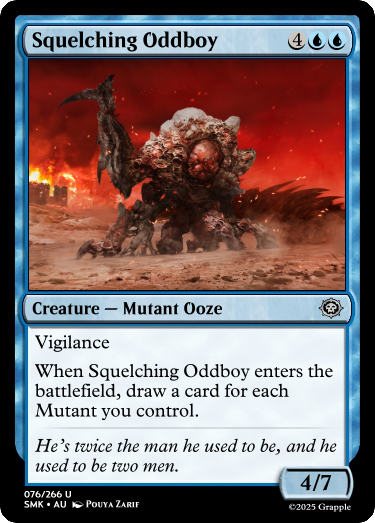 Squelching Oddboy 4
Creature — Mutant Ooze
Vigilance
When Squelching Oddboy enters the
battlefield, draw a card for each
Mutant you control.
He's twice the man he used to be, and he
used to be two men.
4/7
076/266 U
SMK • AU Pouya Zarif
©2025 Grapple